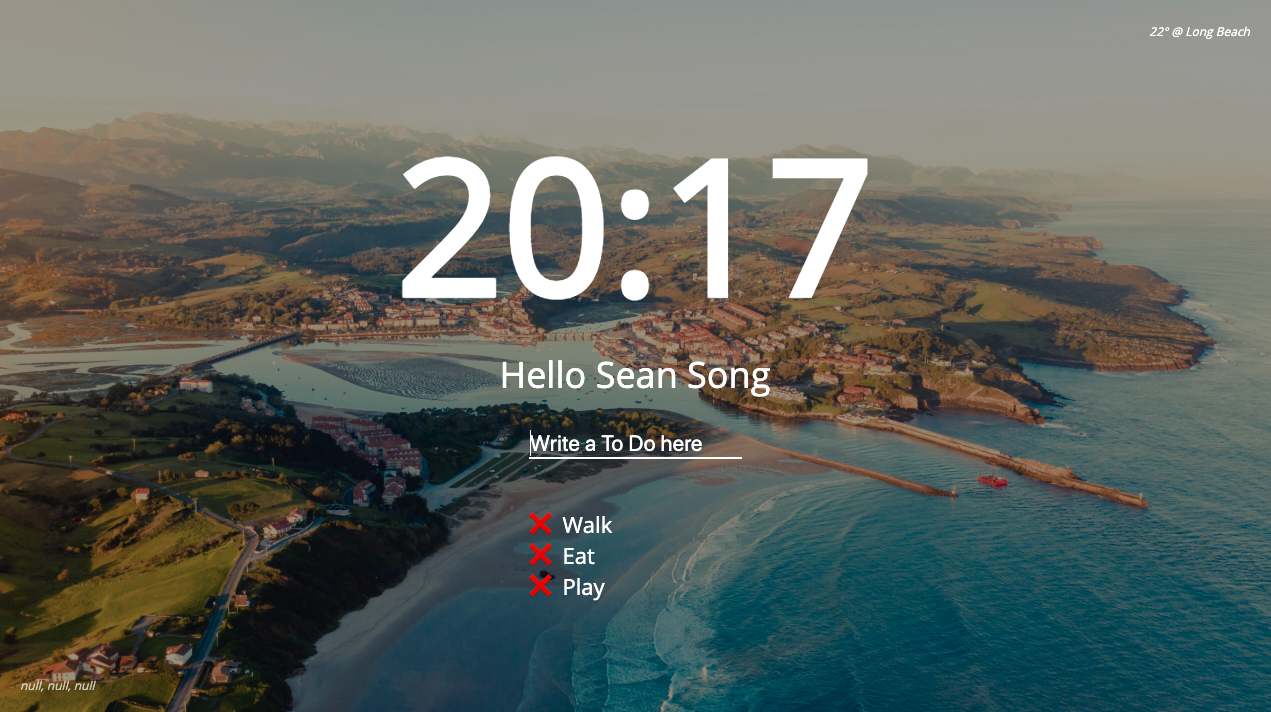 22° @ Long Beach
20:17
Hello Sean Song
Write a To Do here
Walk
Eat
Play
null, null, null